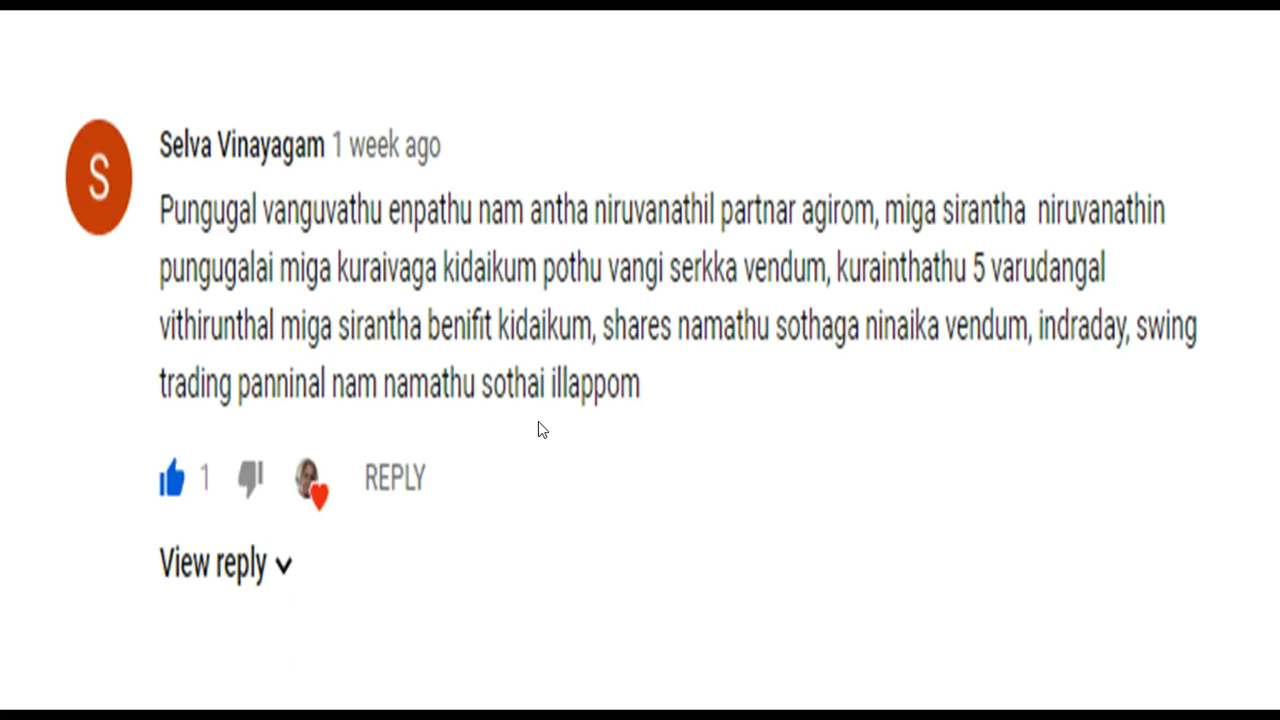 S
Selva Vinayagam 1 week ago
Pungugal vanguvathu enpathu nam antha niruvanathil partnar agirom, miga sirantha niruvanathin
pungugalai miga kuraivaga kidaikum pothu vangi serkka vendum, kurainthathu 5 varudangal
vithirunthal miga sirantha benifit kidaikum, shares namathu sothaga ninaika vendum, indraday, swing
trading panninal nam namathu sothai illappom
1 REPLY
View reply